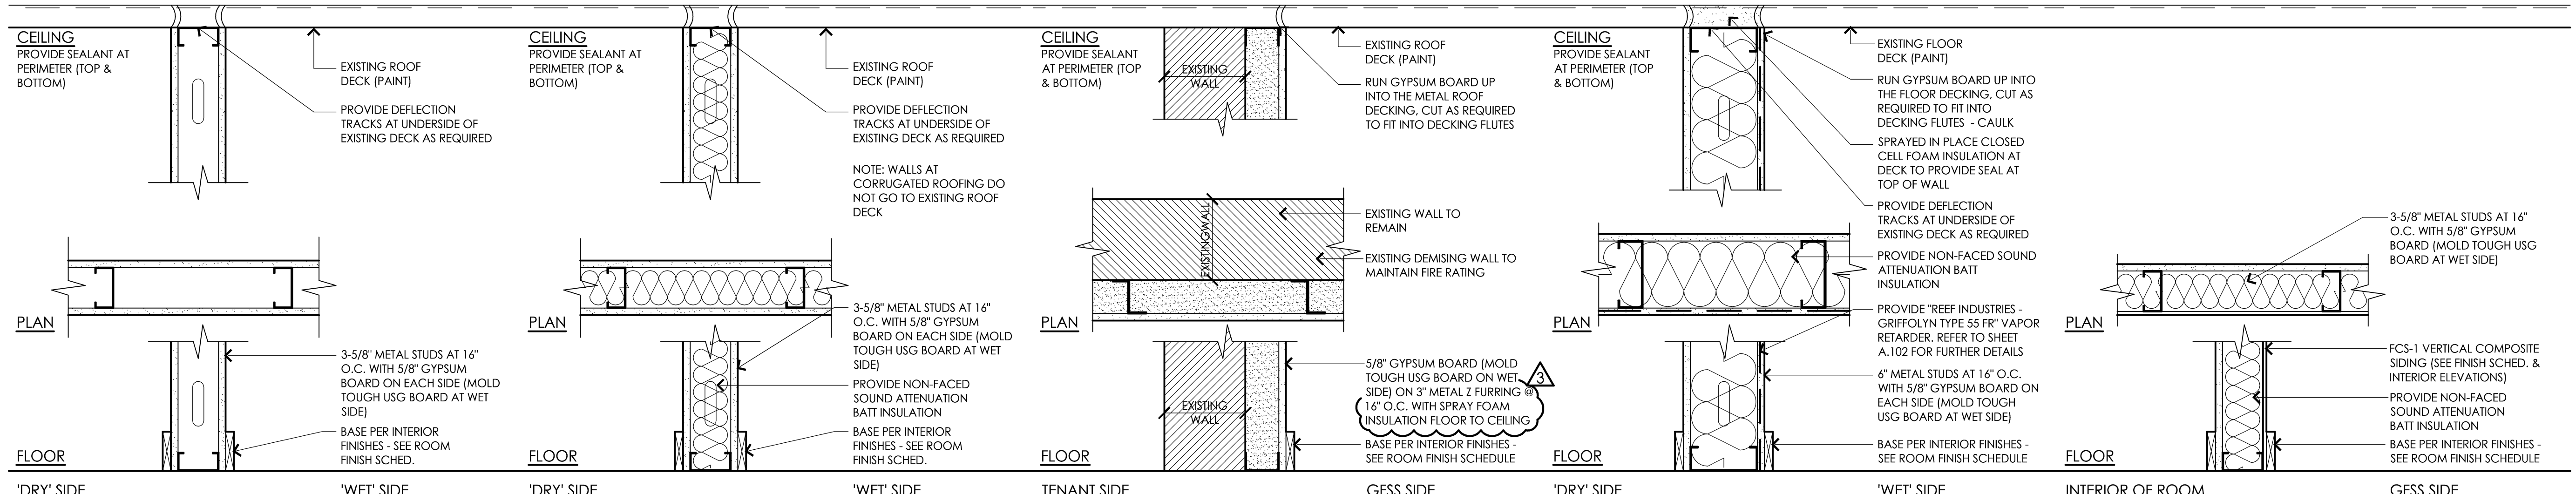 CEILING
PROVIDE SEALANT AT
PERIMETER (TOP &
BOTTOM)
EXISTING ROOF
DECK (PAINT)
PROVIDE DEFLECTION
TRACKS AT UNDERSIDE OF
EXISTING DECK AS REQUIRED
PLAN
3-5/8" METAL STUDS AT 16"
O.C. WITH 5/8" GYPSUM
BOARD ON EACH SIDE (MOLD
TOUGH USG BOARD AT WET
SIDE)
BASE PER INTERIOR
FINISHES - SEE ROOM
FINISH SCHED.
FLOOR
'DRY' SIDE
'WET' SIDE
CEILING
PROVIDE SEALANT AT
PERIMETER (TOP &
BOTTOM)
EXISTING ROOF
DECK (PAINT)
PROVIDE DEFLECTION
TRACKS AT UNDERSIDE OF
EXISTING DECK AS REQUIRED
NOTE: WALLS AT
CORRUGATED ROOFING DO
NOT GO TO EXISTING ROOF
DECK
PLAN
3-5/8" METAL STUDS AT 16"
O.C. WITH 5/8" GYPSUM
BOARD ON EACH SIDE (MOLD
TOUGH USG BOARD AT WET
SIDE)
PROVIDE NON-FACED
SOUND ATTENUATION
BATT INSULATION
BASE PER INTERIOR
FINISHES - SEE ROOM
FINISH SCHED.
FLOOR
'DRY' SIDE
'WET' SIDE
CEILING
PROVIDE SEALANT
AT PERIMETER (TOP
& BOTTOM)
EXISTING
WALL
EXISTING ROOF
DECK (PAINT)
RUN GYPSUM BOARD UP
INTO THE METAL ROOF
DECKING, CUT AS REQUIRED
TO FIT INTO DECKING FLUTES
EXISTING WALL
EXISTING WALL TO
REMAIN
EXISTING DEMISING WALL TO
MAINTAIN FIRE RATING
PLAN
EXISTING
WALL
5/8" GYPSUM BOARD (MOLD
TOUGH USG BOARD ON WET
SIDE) ON 3" METAL Z FURRING @
16" O.C. WITH SPRAY FOAM
INSULATION FLOOR TO CEILING
3
BASE PER INTERIOR FINISHES -
SEE ROOM FINISH SCHEDULE
FLOOR
TENANT SIDE
GESS SIDE
CEILING
PROVIDE SEALANT
AT PERIMETER (TOP
& BOTTOM)
EXISTING FLOOR
DECK (PAINT)
RUN GYPSUM BOARD UP INTO
THE FLOOR DECKING, CUT AS
REQUIRED TO FIT INTO
DECKING FLUTES - CAULK
SPRAYED IN PLACE CLOSED
CELL FOAM INSULATION AT
DECK TO PROVIDE SEAL AT
TOP OF WALL
PROVIDE DEFLECTION
TRACKS AT UNDERSIDE OF
EXISTING DECK AS REQUIRED
PROVIDE NON-FACED SOUND
ATTENUATION BATT
INSULATION
PLAN
PROVIDE "REEF INDUSTRIES -
GRIFFOLYN TYPE 55 FR" VAPOR
RETARDER. REFER TO SHEET
A.102 FOR FURTHER DETAILS
6" METAL STUDS AT 16" O.C.
WITH 5/8" GYPSUM BOARD ON
EACH SIDE (MOLD TOUGH
USG BOARD AT WET SIDE)
BASE PER INTERIOR FINISHES -
SEE ROOM FINISH SCHEDULE
FLOOR
'DRY' SIDE
'WET' SIDE
3-5/8" METAL STUDS AT 16"
O.C. WITH 5/8" GYPSUM
BOARD (MOLD TOUGH USG
BOARD AT WET SIDE)
PLAN
FCS-1 VERTICAL COMPOSITE
SIDING (SEE FINISH SCHED. &
INTERIOR ELEVATIONS)
PROVIDE NON-FACED
SOUND ATTENUATION
BATT INSULATION
BASE PER INTERIOR FINISHES -
SEE ROOM FINISH SCHEDULE
FLOOR
INTERIOR OF ROOM
GESS SIDE